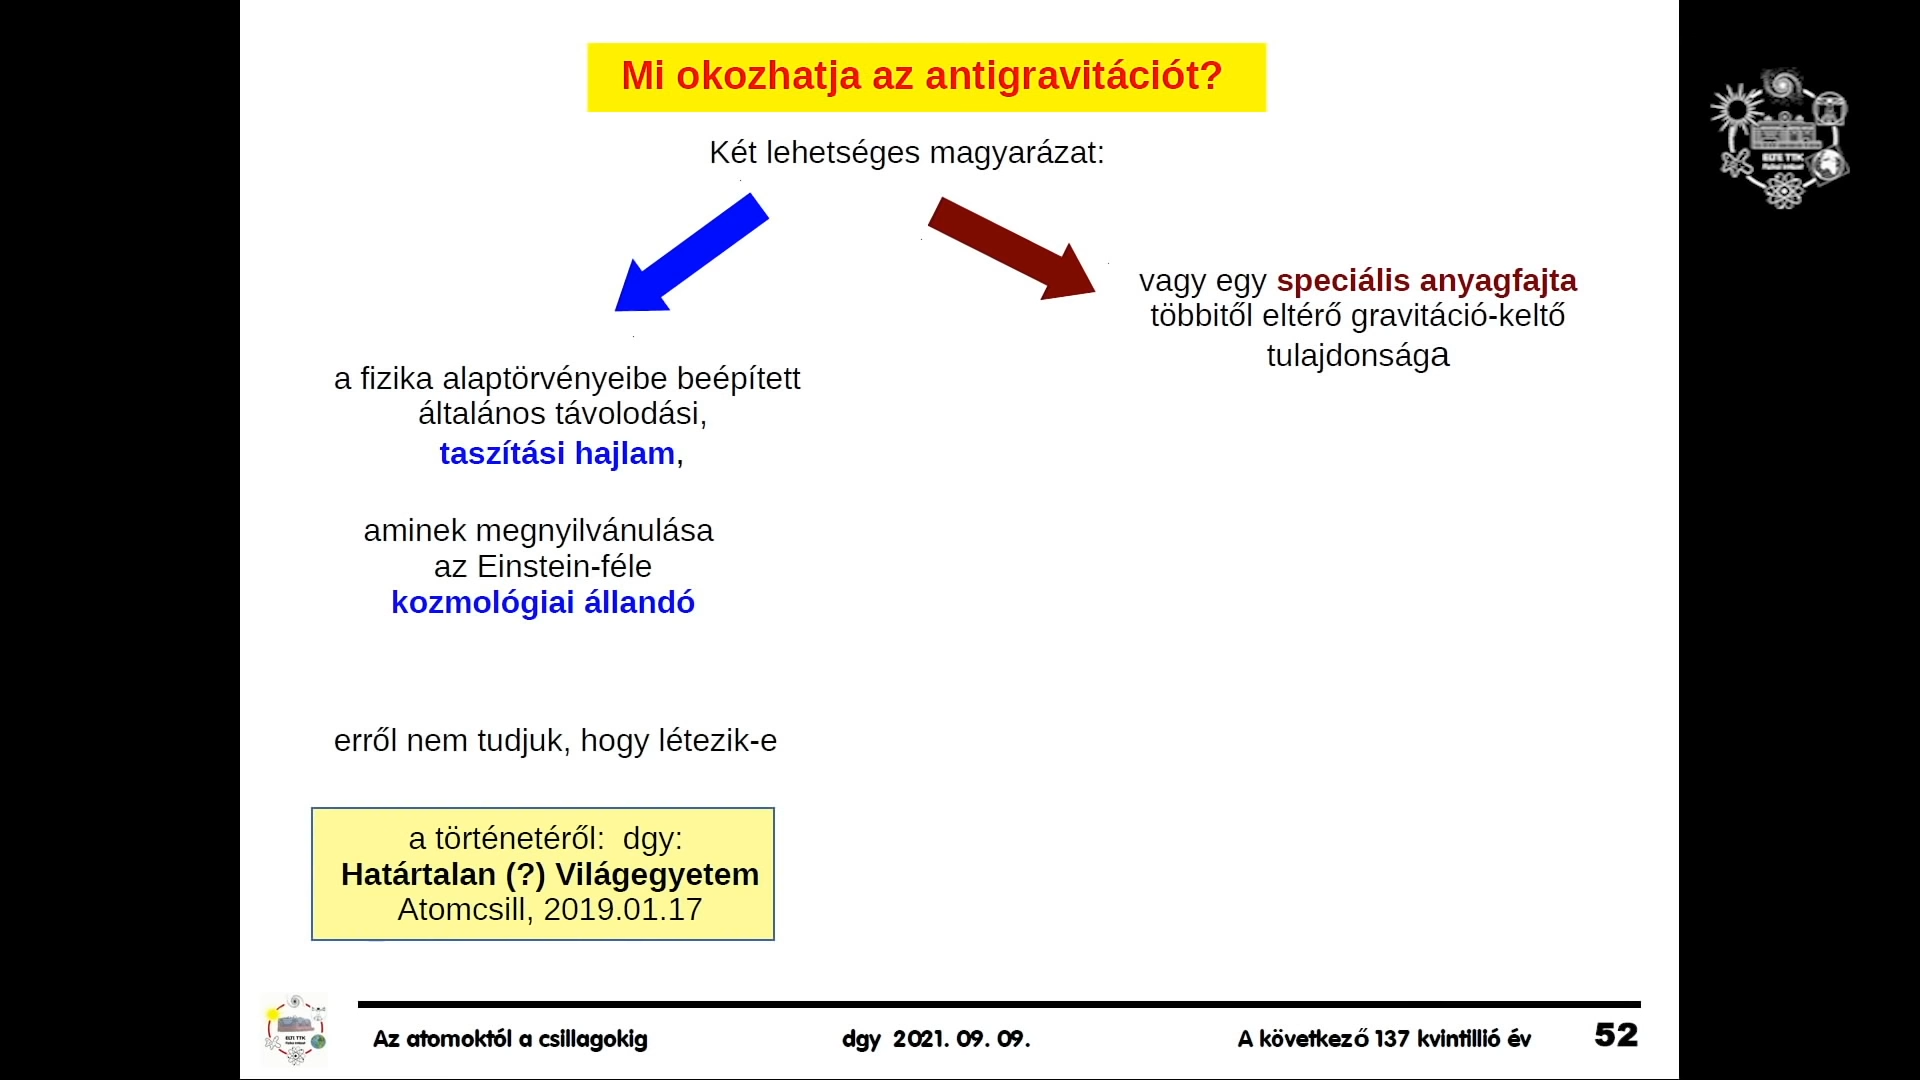 Mi okozhatja az antigravitációt?
Két lehetséges magyarázat:
a fizika alaptörvényeibe beépített
általános távolodási,
taszítási hajlam,
aminek megnyilvánulása
az Einstein-féle
kozmológiai állandó
erről nem tudjuk, hogy létezik-e
a történetéről: dgy:
Határtalan (?) Világegyetem
Atomcsill, 2019.01.17
vagy egy speciális anyagfajta
többitől eltérő gravitáció-keltő
tulajdonsága
ELTE TTK
Az atomoktól a csillagokig
dgy 2021. 09. 09.
A következő 137 kvintillió év
52